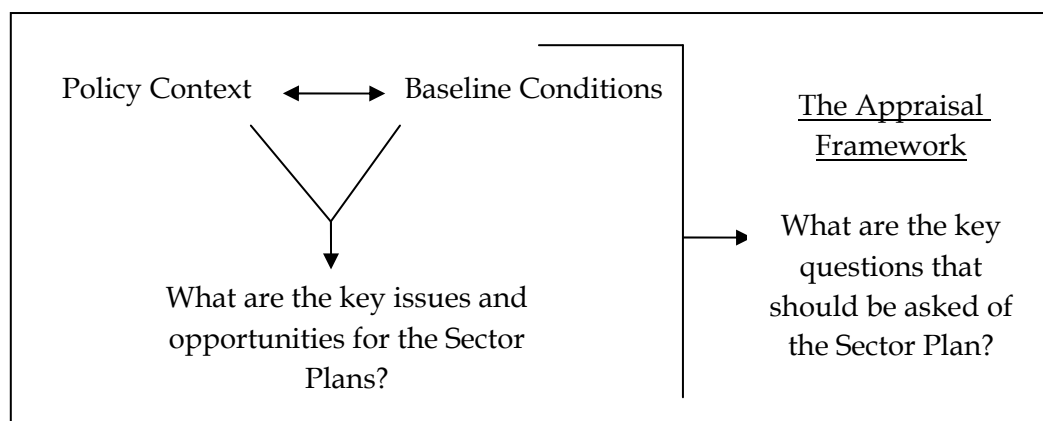 Policy Context
Baseline Conditions
What are the key issues and
opportunities for the Sector
Plans?
The Appraisal
Framework
What are the key
questions that
should be asked of
the Sector Plan?